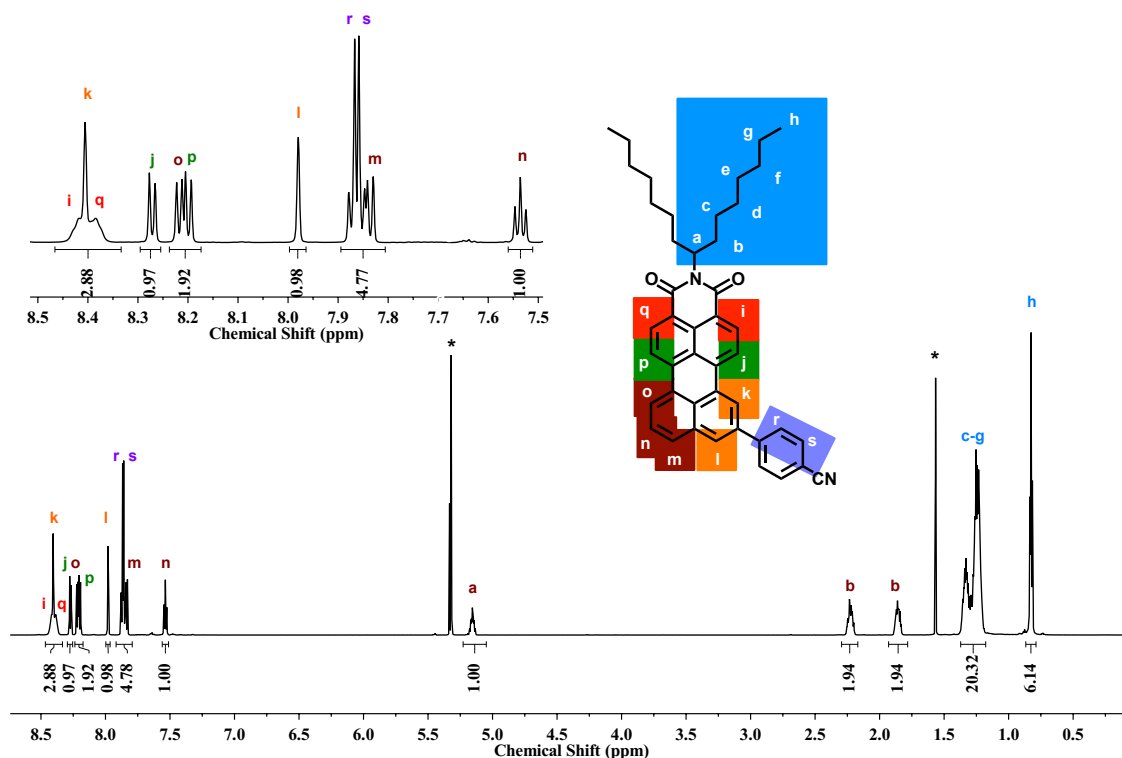 r s
k
l
j
o p
m
n
i q
2.88 0.97 1.92 0.98 4.77 1.00
8.5 8.4 8.3 8.2 8.1 8.0 7.9 7.8 7.7 7.6 7.5
Chemical Shift (ppm)
h
g
f
e
d
c
b
a
O N O
q i
p j
o k
n m l
r s
CN
*
*
h
c-g
r s
k l
j o p
m n
i q
a
b b
2.88 0.97 1.92 0.98 4.78 1.00 1.00 1.94 1.94 20.32 6.14
8.5 8.0 7.5 7.0 6.5 6.0 5.5 5.0 4.5 4.0 3.5 3.0 2.5 2.0 1.5 1.0 0.5
Chemical Shift (ppm)